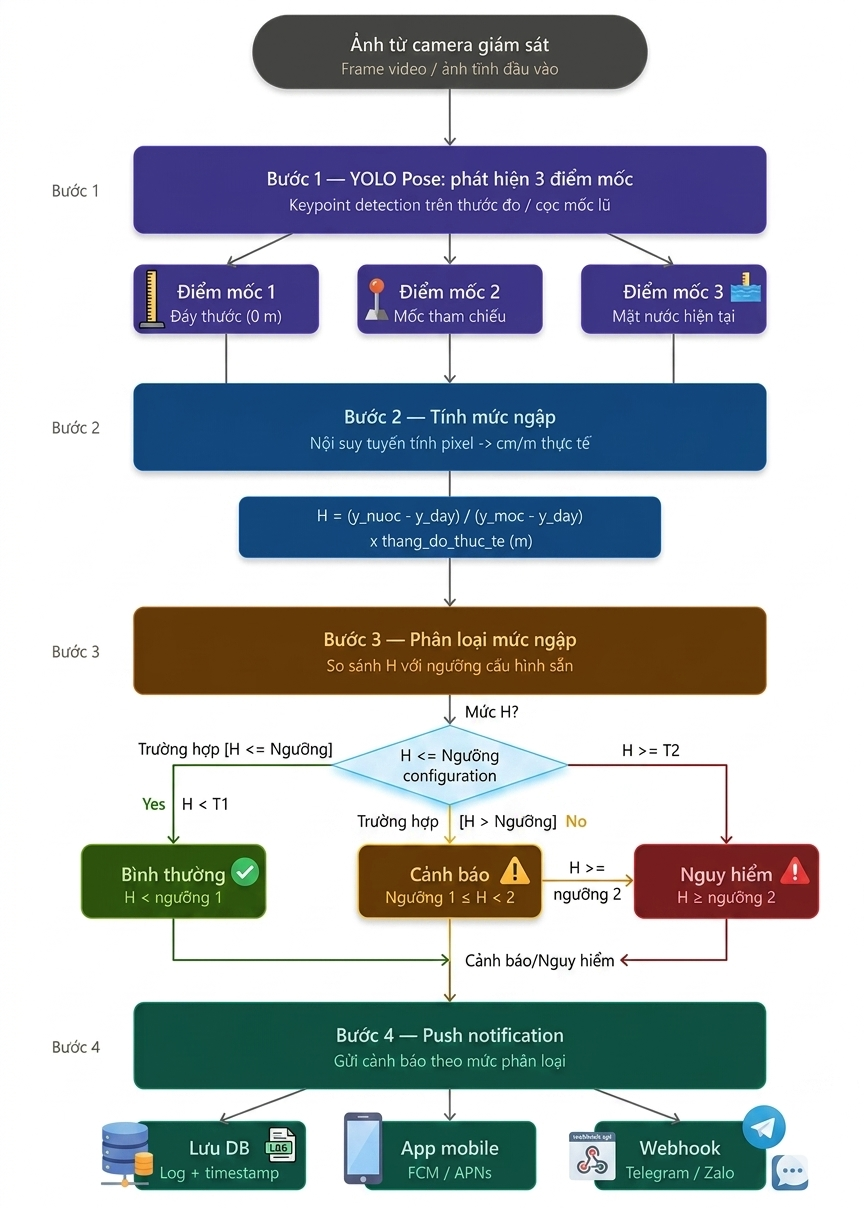 Ảnh từ camera giám sát
Frame video / ảnh tĩnh đầu vào
Bước 1
Bước 1 — YOLO Pose: phát hiện 3 điểm mốc
Keypoint detection trên thước đo / cọc mốc lũ
Điểm mốc 1
Đáy thước (0 m)
Điểm mốc 2
Mốc tham chiếu
Điểm mốc 3
Mặt nước hiện tại
Bước 2
Bước 2 — Tính mức ngập
Nội suy tuyến tính pixel -> cm/m thực tế
H = (y_nuoc - y_day) / (y_moc - y_day)
x thang_do_thuc_te (m)
Bước 3
Bước 3 — Phân loại mức ngập
So sánh H với ngưỡng cấu hình sẵn
Mức H?
Trường hợp [H <= Ngưỡng]
H <= Ngưỡng
configuration
H >= T2
Yes
H < T1
Trường hợp
[H > Ngưỡng] No
Bình thường
H < ngưỡng 1
Cảnh báo
Ngưỡng 1 ≤ H < 2
H >=
ngưỡng 2
Nguy hiểm
H ≥ ngưỡng 2
Cảnh báo/Nguy hiểm
Bước 4
Bước 4 — Push notification
Gửi cảnh báo theo mức phân loại
Lưu DB
Log + timestamp
App mobile
FCM / APNs
Webhook
Telegram / Zalo